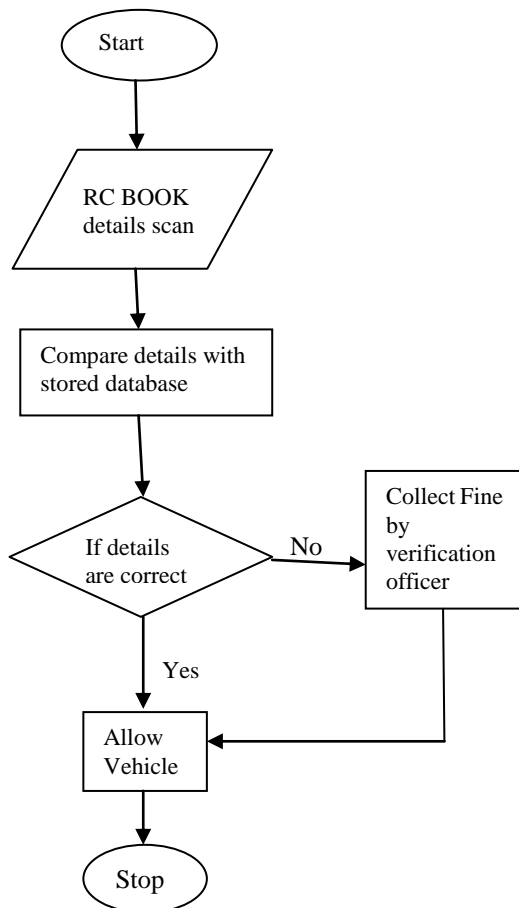 Start
RC BOOK
details scan
Compare details with
stored database
If details
are correct
No
Collect Fine
by
verification
officer
Yes
Allow
Vehicle
Stop